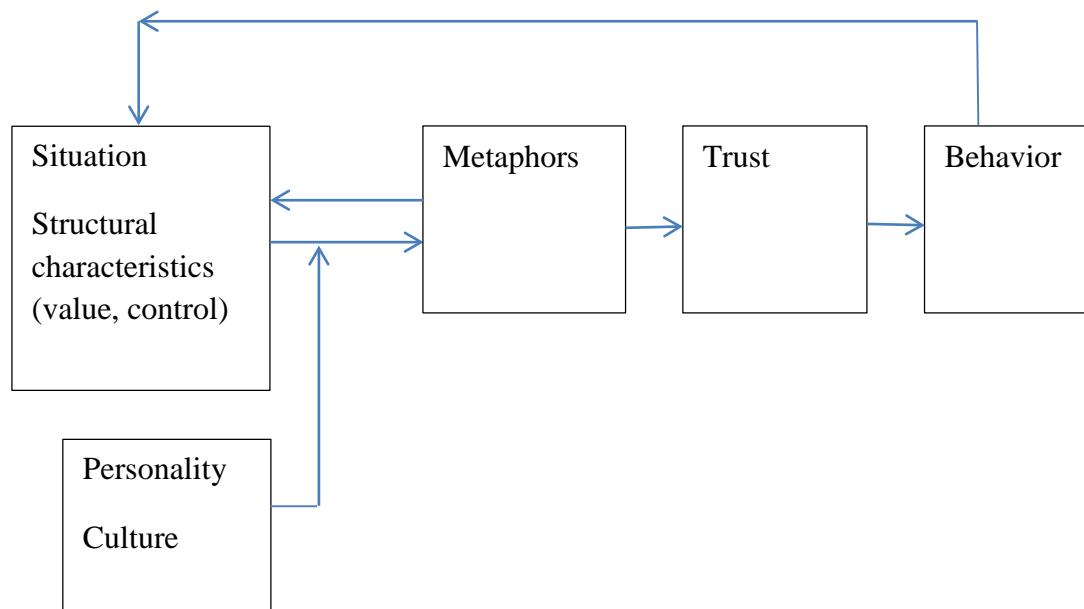 Situation
Structural
characteristics
(value, control)
Metaphors
Trust
Behavior
Personality
Culture